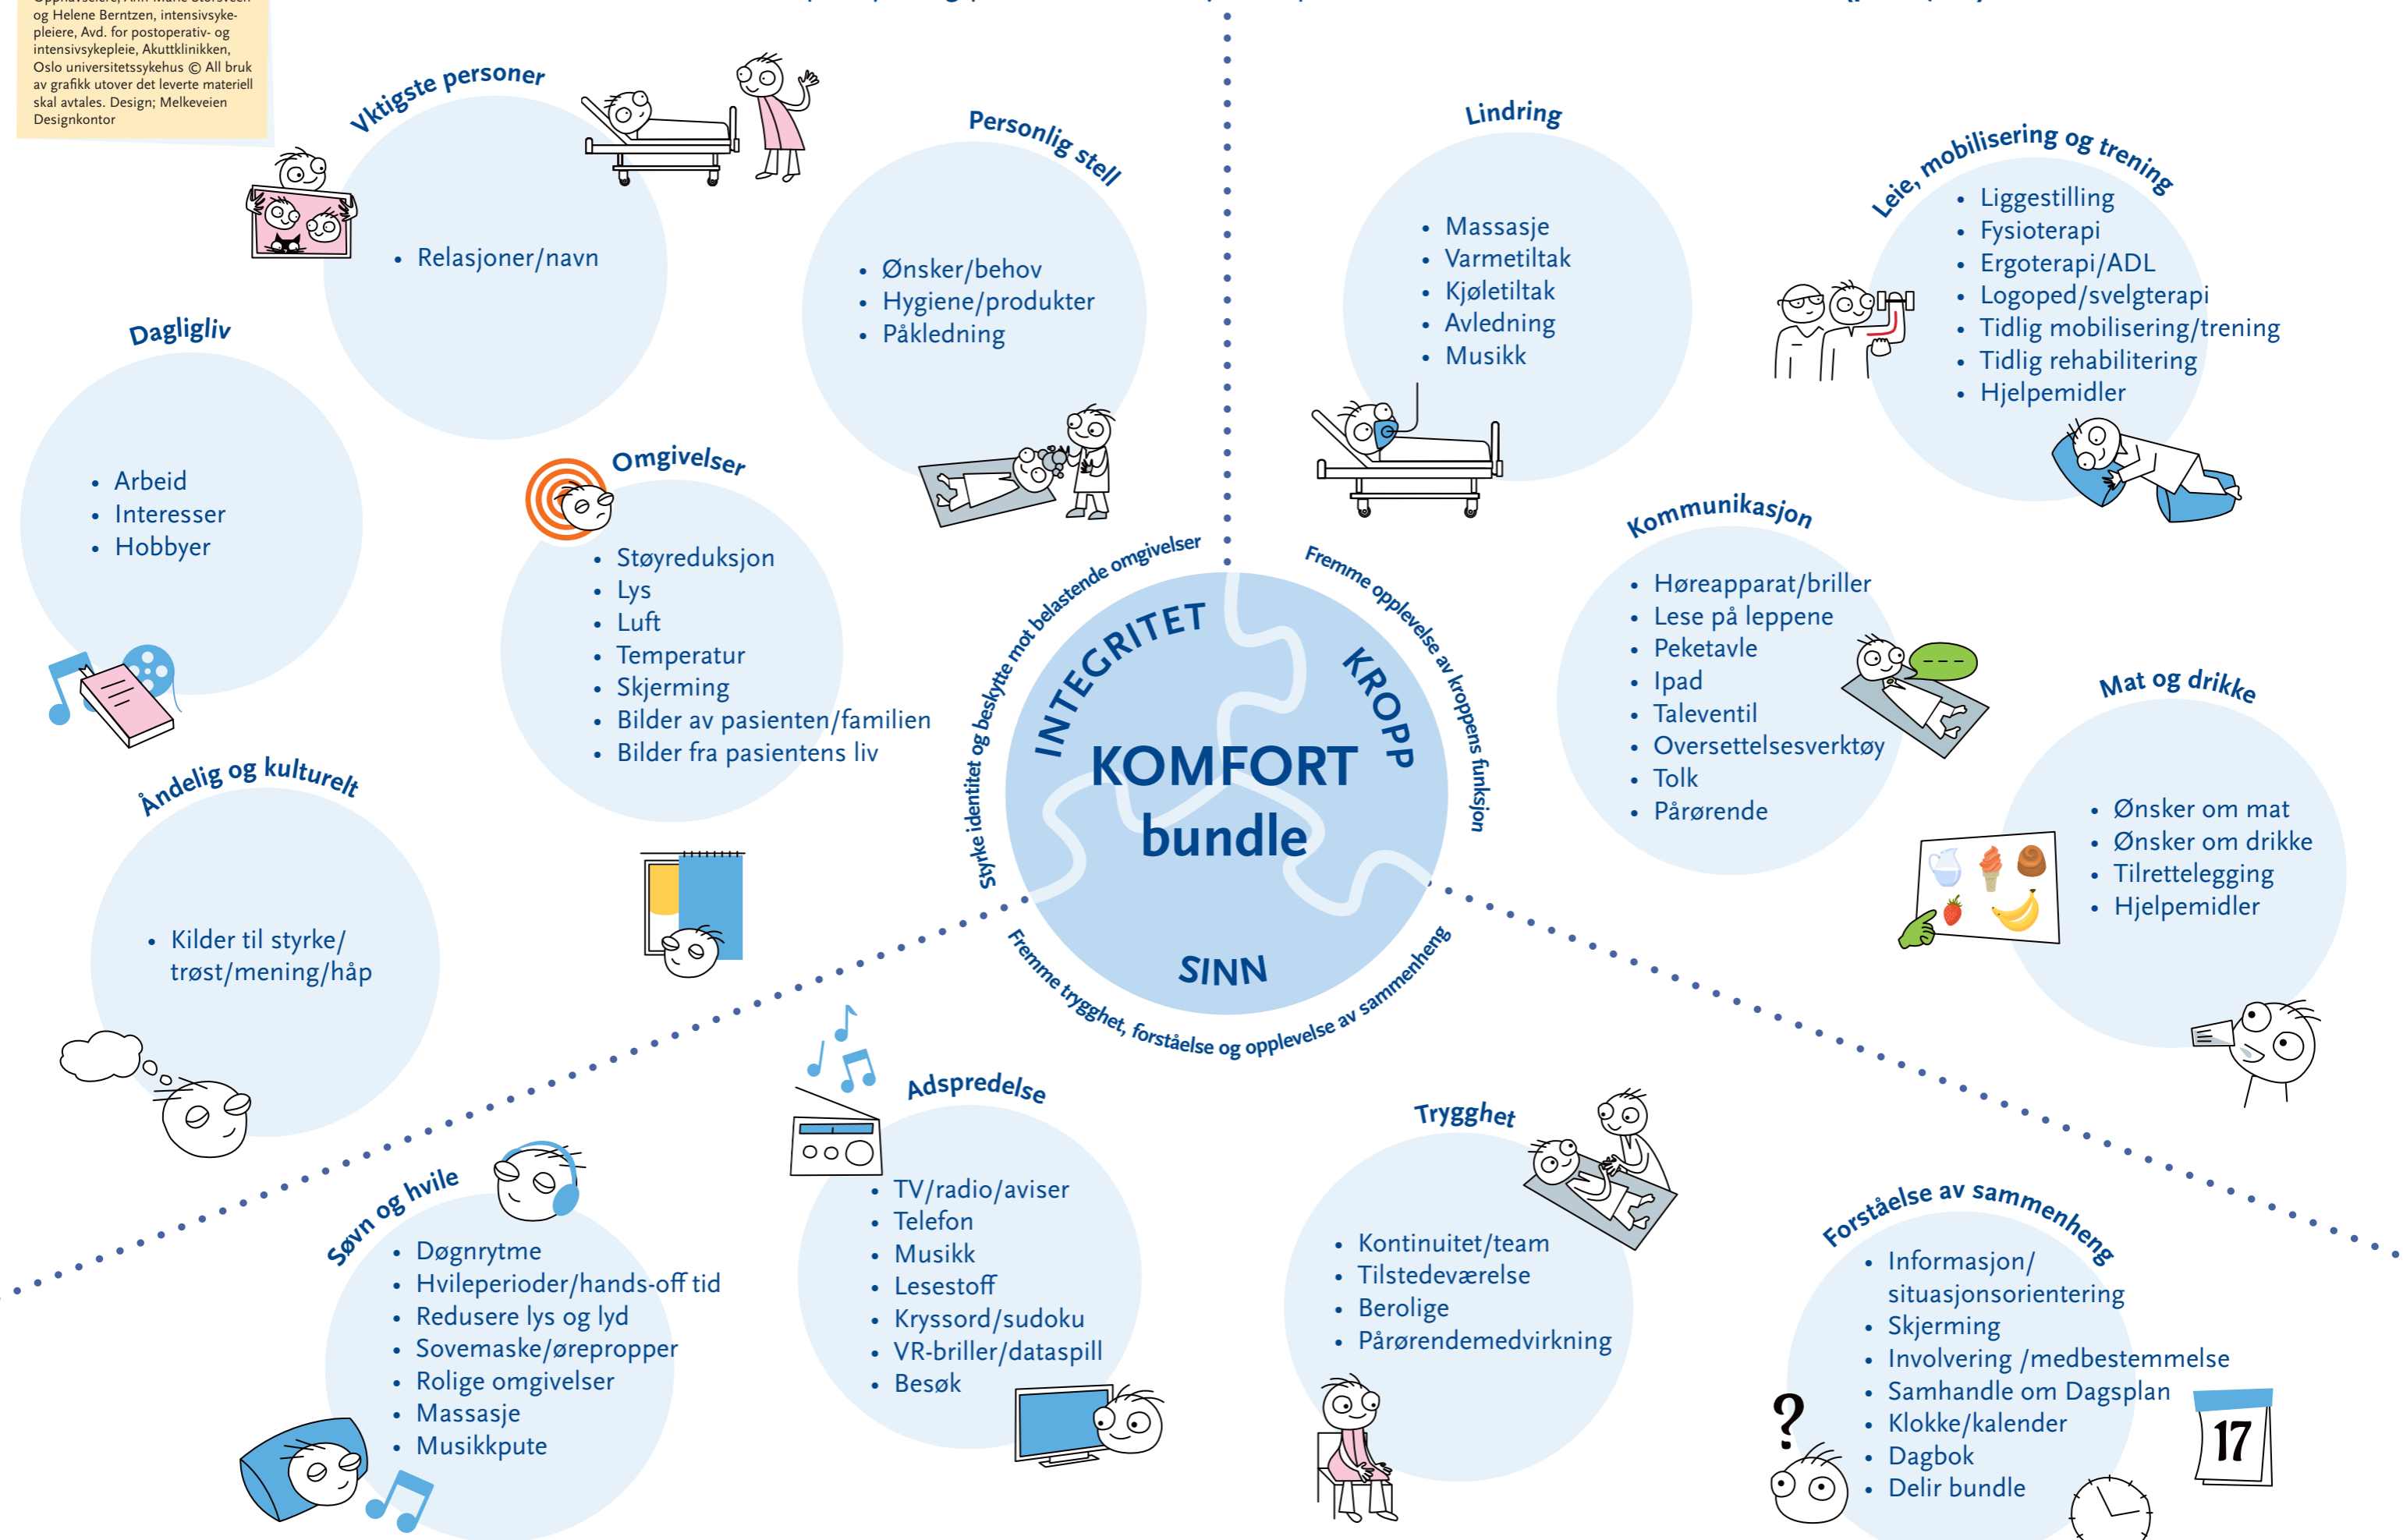 og Helene Berntzen, intensivsyke-
pleiere, Avd. for postoperativ- og
intensivsykepleie, Akuttklinikken,
Oslo universitetssykehus © All bruk
av grafikk utover det leverte materiell
skal avtales. Design; Melkeveien
Designkontor
Vktigste personer
• Relasjoner/navn
Personlig stell
• Ønsker/behov
• Hygiene/produkter
• Påkledning
Dagligliv
• Arbeid
• Interesser
• Hobbyer
Omgivelser
• Støyreduksjon
• Lys
• Luft
• Temperatur
• Skjerming
• Bilder av pasienten/familien
• Bilder fra pasientens liv
Åndelig og kulturelt
• Kilder til styrke/
trøst/mening/håp
Lindring
• Massasje
• Varmetiltak
• Kjøletiltak
• Avledning
• Musikk
Leie, mobilisering og trening
• Liggestilling
• Fysioterapi
• Ergoterapi/ADL
• Logoped/svelgterapi
• Tidlig mobilisering/trening
• Tidlig rehabilitering
• Hjelpemidler
Kommunikasjon
• Høreapparat/briller
• Lese på leppene
• Peketavle
• Ipad
• Taleventil
• Oversettelsesverktøy
• Tolk
• Pårørende
Mat og drikke
• Ønsker om mat
• Ønsker om drikke
• Tilrettelegging
• Hjelpemidler
Styrke identitet og beskytte mot belastende omgivelser
Fremme opplevelse av kroppens funksjon
Fremme trygghet, forståelse og opplevelse av sammenheng
INTEGRITET
KROPP
KOMFORT
bundle
SINN
Søvn og hvile
• Døgnrytme
• Hvileperioder/hands-off tid
• Redusere lys og lyd
• Sovemaske/ørepropper
• Rolige omgivelser
• Massasje
• Musikkpute
Adspredelse
• TV/radio/aviser
• Telefon
• Musikk
• Lesestoff
• Kryssord/sudoku
• VR-briller/dataspill
• Besøk
Trygghet
• Kontinuitet/team
• Tilstedeværelse
• Berolige
• Pårørendemedvirkning
Forståelse av sammenheng
• Informasjon/
situasjonsorientering
• Skjerming
• Involvering /medbestemmelse
• Samhandle om Dagsplan
• Klokke/kalender
• Dagbok
• Delir bundle
?
17